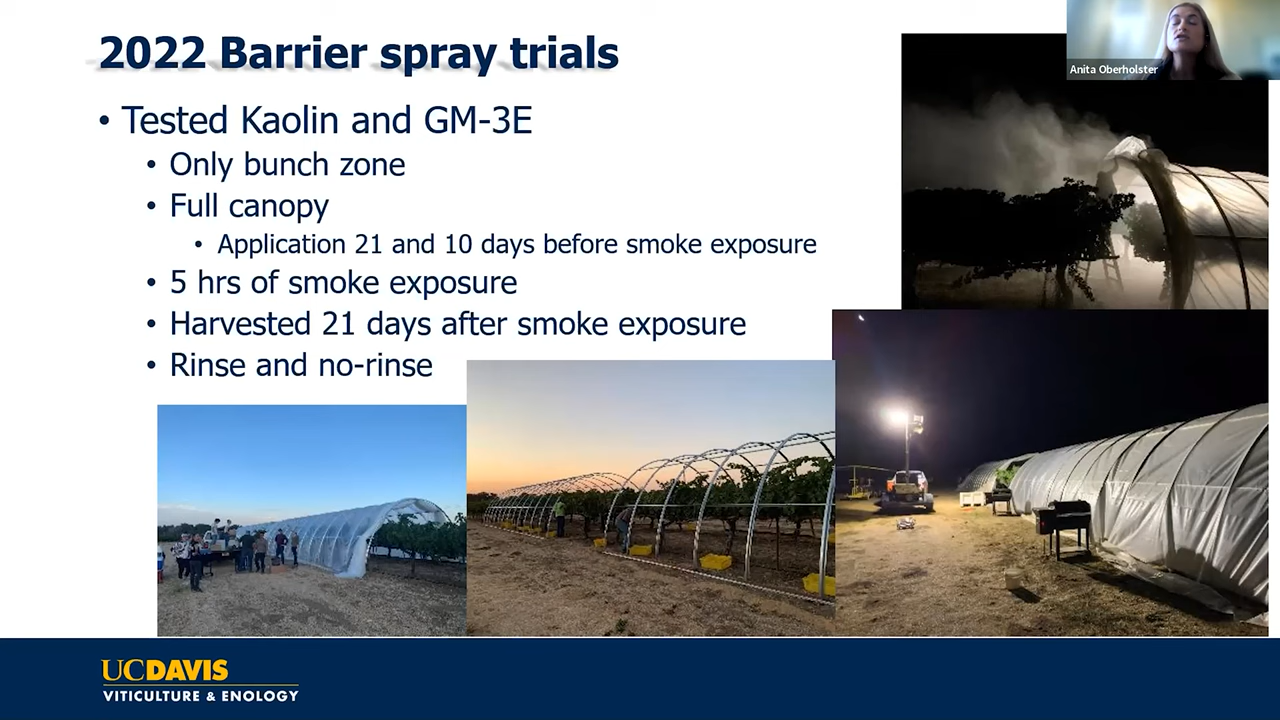 2022 Barrier spray trials
Anita Oberholster
• Tested Kaolin and GM-3E
• Only bunch zone
• Full canopy
• Application 21 and 10 days before smoke exposure
• 5 hrs of smoke exposure
• Harvested 21 days after smoke exposure
• Rinse and no-rinse
UCDAVIS
VITICULTURE & ENOLOGY